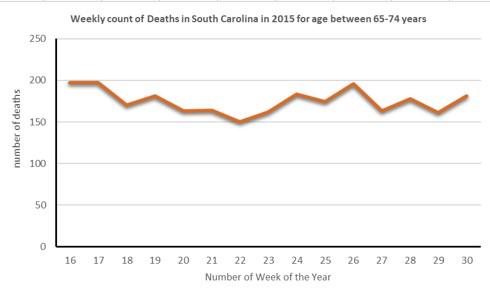 Weekly count of Deaths in South Carolina in 2015 for age between 65-74 years
number of deaths
250
200
150
100
50
0
16 17 18 19 20 21 22 23 24 25 26 27 28 29 30
Number of Week of the Year